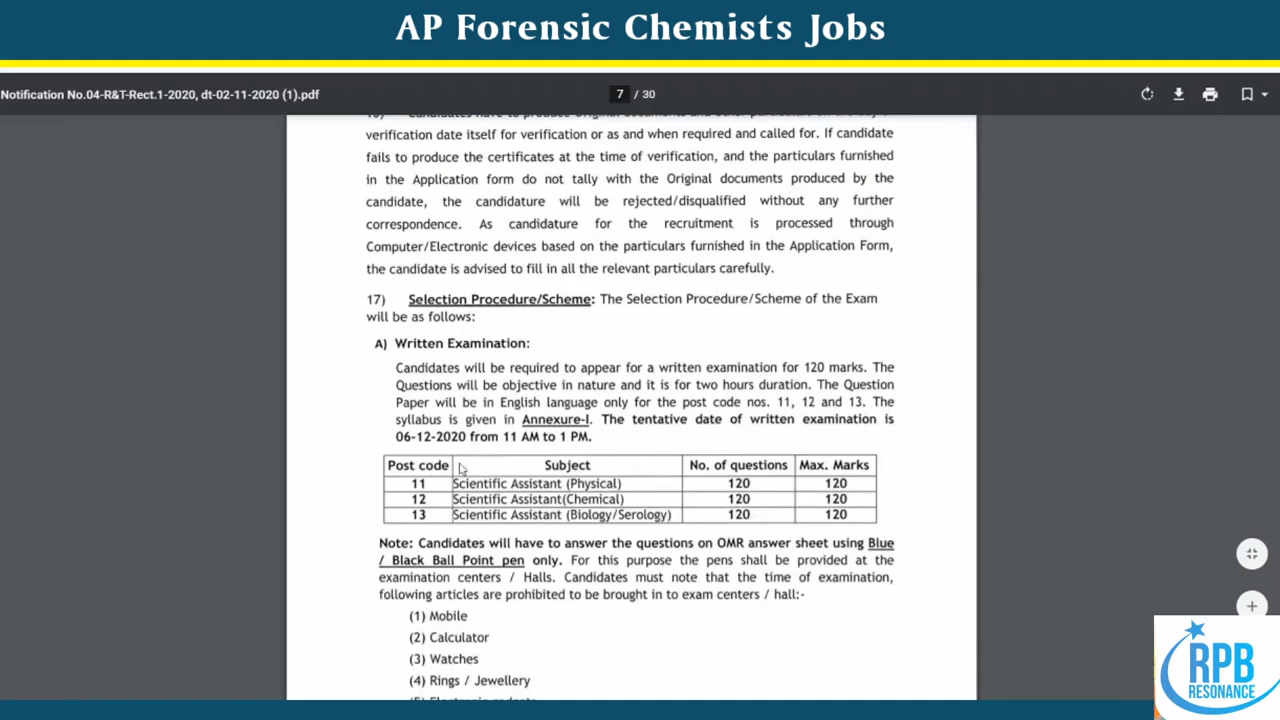 AP Forensic Chemists Jobs
Notification No.04-R&T-Rect.1-2020, dt-02-11-2020 (1).pdf
7 / 30
verification date itself for verification or as and when required and called for. If candidate
fails to produce the certificates at the time of verification, and the particulars furnished
in the Application form do not tally with the Original documents produced by the
candidate, the candidature will be rejected/disqualified without any further
correspondence. As candidature for the recruitment is processed through
Computer/Electronic devices based on the particulars furnished in the Application Form,
the candidate is advised to fill in all the relevant particulars carefully.
17) Selection Procedure/Scheme: The Selection Procedure/Scheme of the Exam
will be as follows:
A) Written Examination:
Candidates will be required to appear for a written examination for 120 marks. The
Questions will be objective in nature and it is for two hours duration. The Question
Paper will be in English language only for the post code nos. 11, 12 and 13. The
syllabus is given in Annexure-I. The tentative date of written examination is
06-12-2020 from 11 AM to 1 PM.
Post code Subject No. of questions Max. Marks
11 Scientific Assistant (Physical) 120 120
12 Scientific Assistant(Chemical) 120 120
13 Scientific Assistant (Biology/Serology) 120 120
Note: Candidates will have to answer the questions on OMR answer sheet using Blue
/ Black Ball Point pen only. For this purpose the pens shall be provided at the
examination centers / Halls. Candidates must note that the time of examination,
following articles are prohibited to be brought in to exam centers / hall:-
(1) Mobile
(2) Calculator
(3) Watches
(4) Rings / Jewellery
RPB
RESONANCE